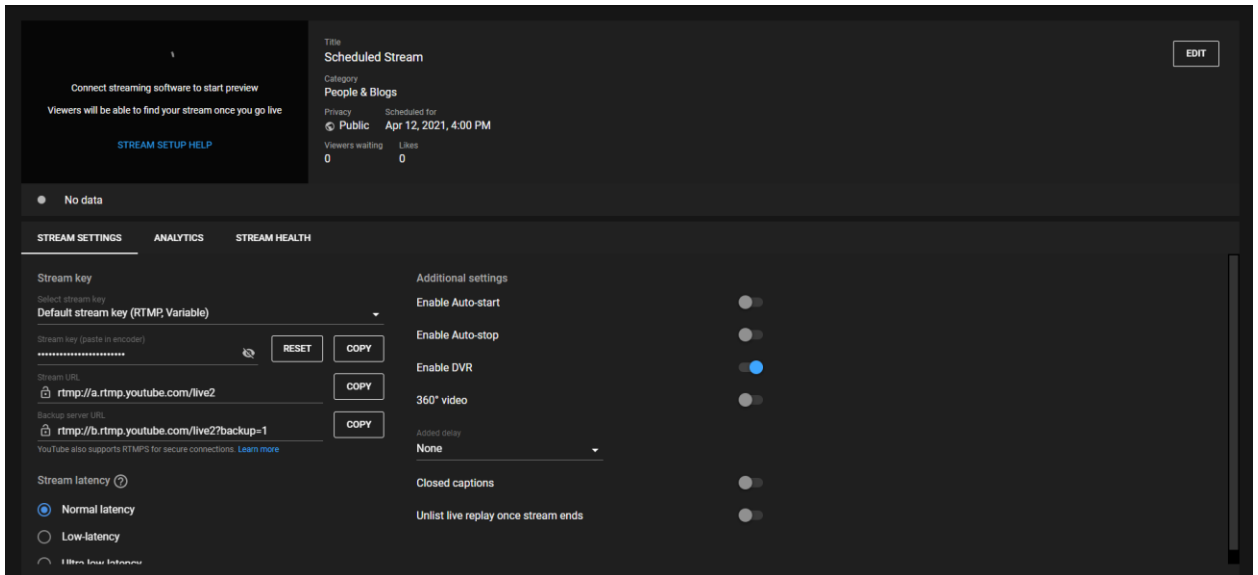 Connect streaming software to start preview
Viewers will be able to find your stream once you go live
STREAM SETUP HELP
Title
Scheduled Stream
EDIT
Category
People & Blogs
Privacy Scheduled for
Public Apr 12, 2021, 4:00 PM
Viewers waiting Likes
0 0
No data
STREAM SETTINGS ANALYTICS STREAM HEALTH
Stream key
Select stream key
Default stream key (RTMP, Variable)
Stream key (paste in encoder)
•••••••••••••••••••••••• RESET COPY
Stream URL
rtmp://a.rtmp.youtube.com/live2 COPY
Backup server URL
rtmp://b.rtmp.youtube.com/live2?backup=1 COPY
YouTube also supports RTMPS for secure connections. Learn more
Stream latency ?
Normal latency
Low-latency
Ultra low-latency
Additional settings
Enable Auto-start
Enable Auto-stop
Enable DVR
360° video
Added delay
None
Closed captions
Unlist live replay once stream ends